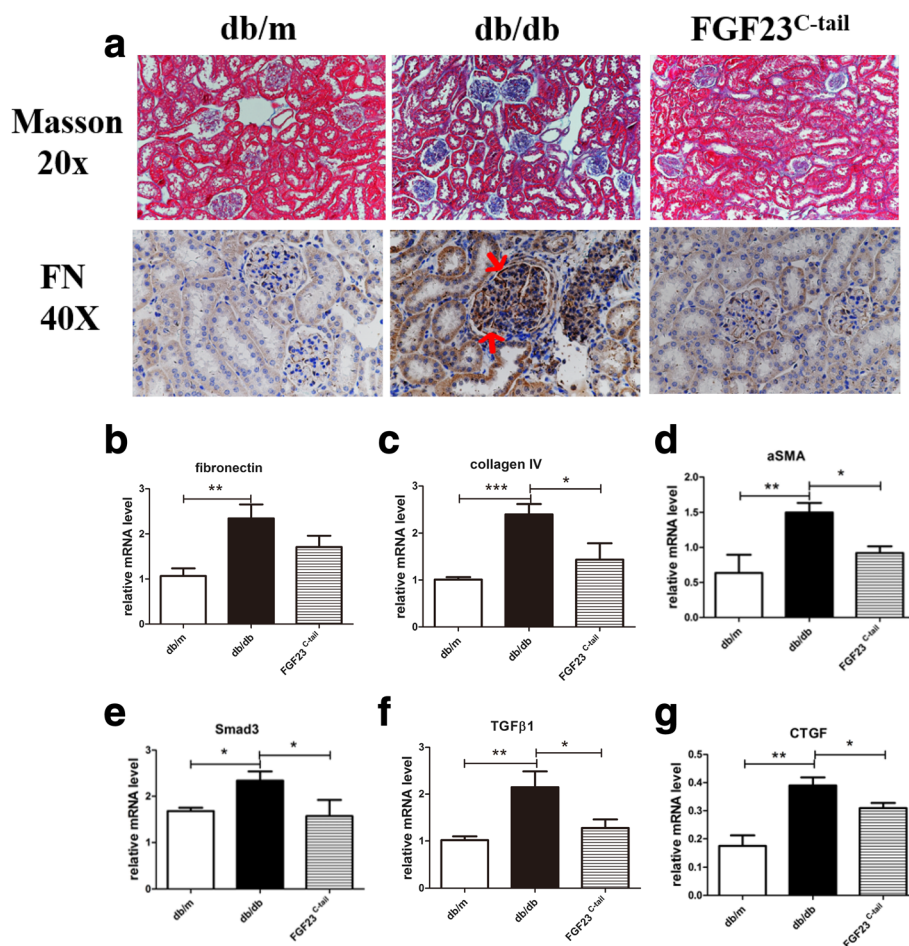 a
db/m db/db FGF23C-tail
Masson
20x
FN
40X
b
fibronectin
relative mRNA level
3
2
1
0
**
db/m
db/db
FGF23 C-tail
c
collagen IV
relative mRNA level
3
2
1
0
***
*
db/m
db/db
FGF23 C-tail
d
aSMA
relative mRNA level
2.0
1.5
1.0
0.5
0.0
**
*
db/m
db/db
FGF23 C-tail
e
Smad3
relative mRNA level
3
2
1
0
*
*
db/m
db/db
FGF23 C-tail
f
TGFβ1
relative mRNA level
3
2
1
0
**
*
db/m
db/db
FGF23 C-tail
g
CTGF
relative mRNA level
0.5
0.4
0.3
0.2
0.1
0.0
**
*
db/m
db/db
FGF23 C-tail